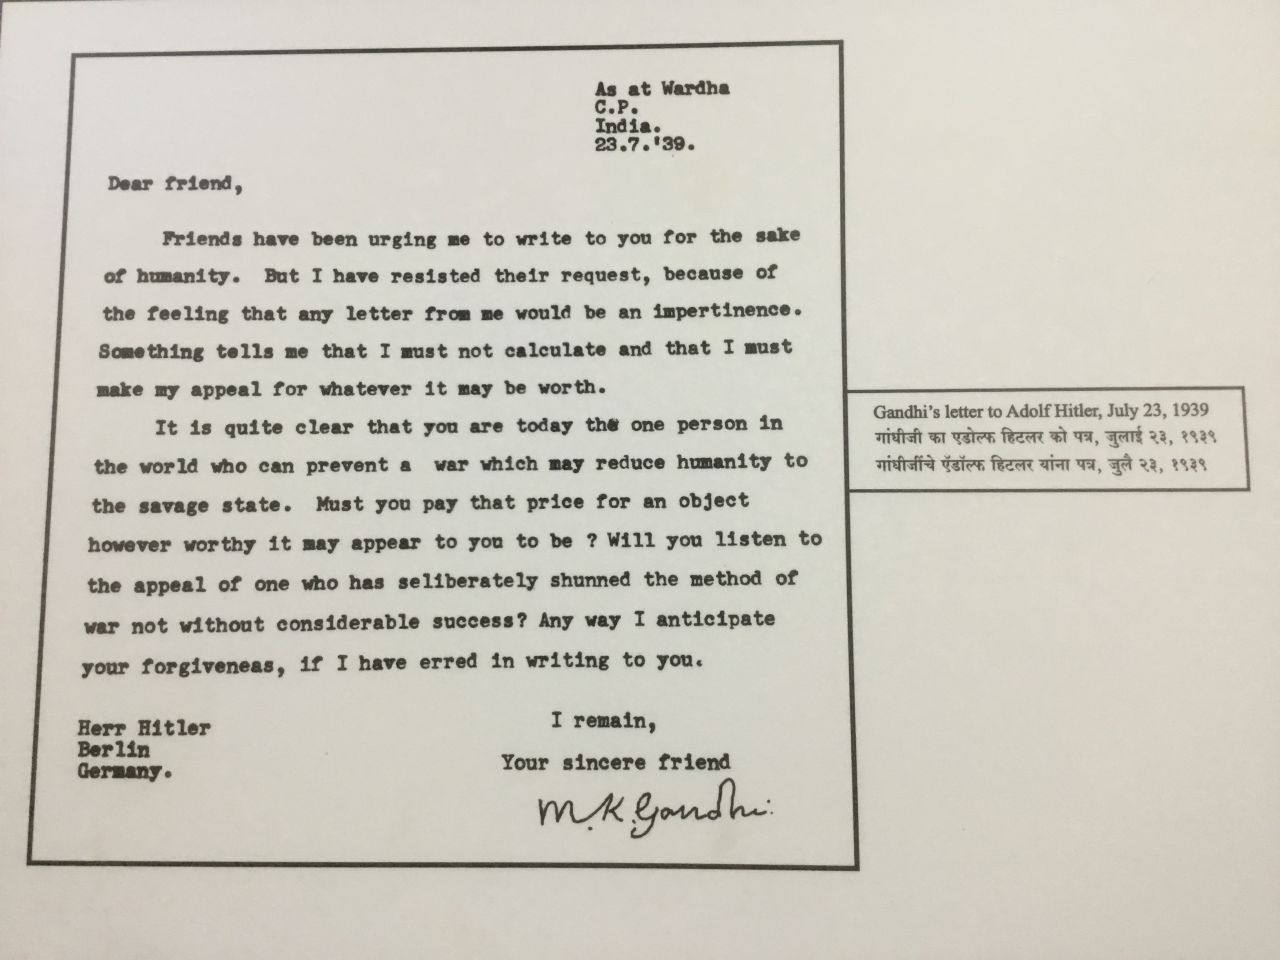 As at Wardha
C.P.
India.
23.7.'39.
Dear friend,
Friends have been urging me to write to you for the sake
of humanity. But I have resisted their request, because of
the feeling that any letter from me would be an impertinence.
Something tells me that I must not calculate and that I must
make my appeal for whatever it may be worth.
It is quite clear that you are today the one person in
the world who can prevent a war which may reduce humanity to
the savage state. Must you pay that price for an object
however worthy it may appear to you to be ? Will you listen to
the appeal of one who has seliberately shunned the method of
war not without considerable success? Any way I anticipate
your forgiveneas, if I have erred in writing to you.
I remain,
Your sincere friend
M.K.Gandhi
Herr Hitler
Berlin
Germany.
Gandhi's letter to Adolf Hitler, July 23, 1939
गांधीजी का एडोल्फ हिटलर को पत्र, जुलाई २३, १९३९
गांधीजींचे ऍडॉल्फ हिटलर यांना पत्र, जुलै २३, १९३९